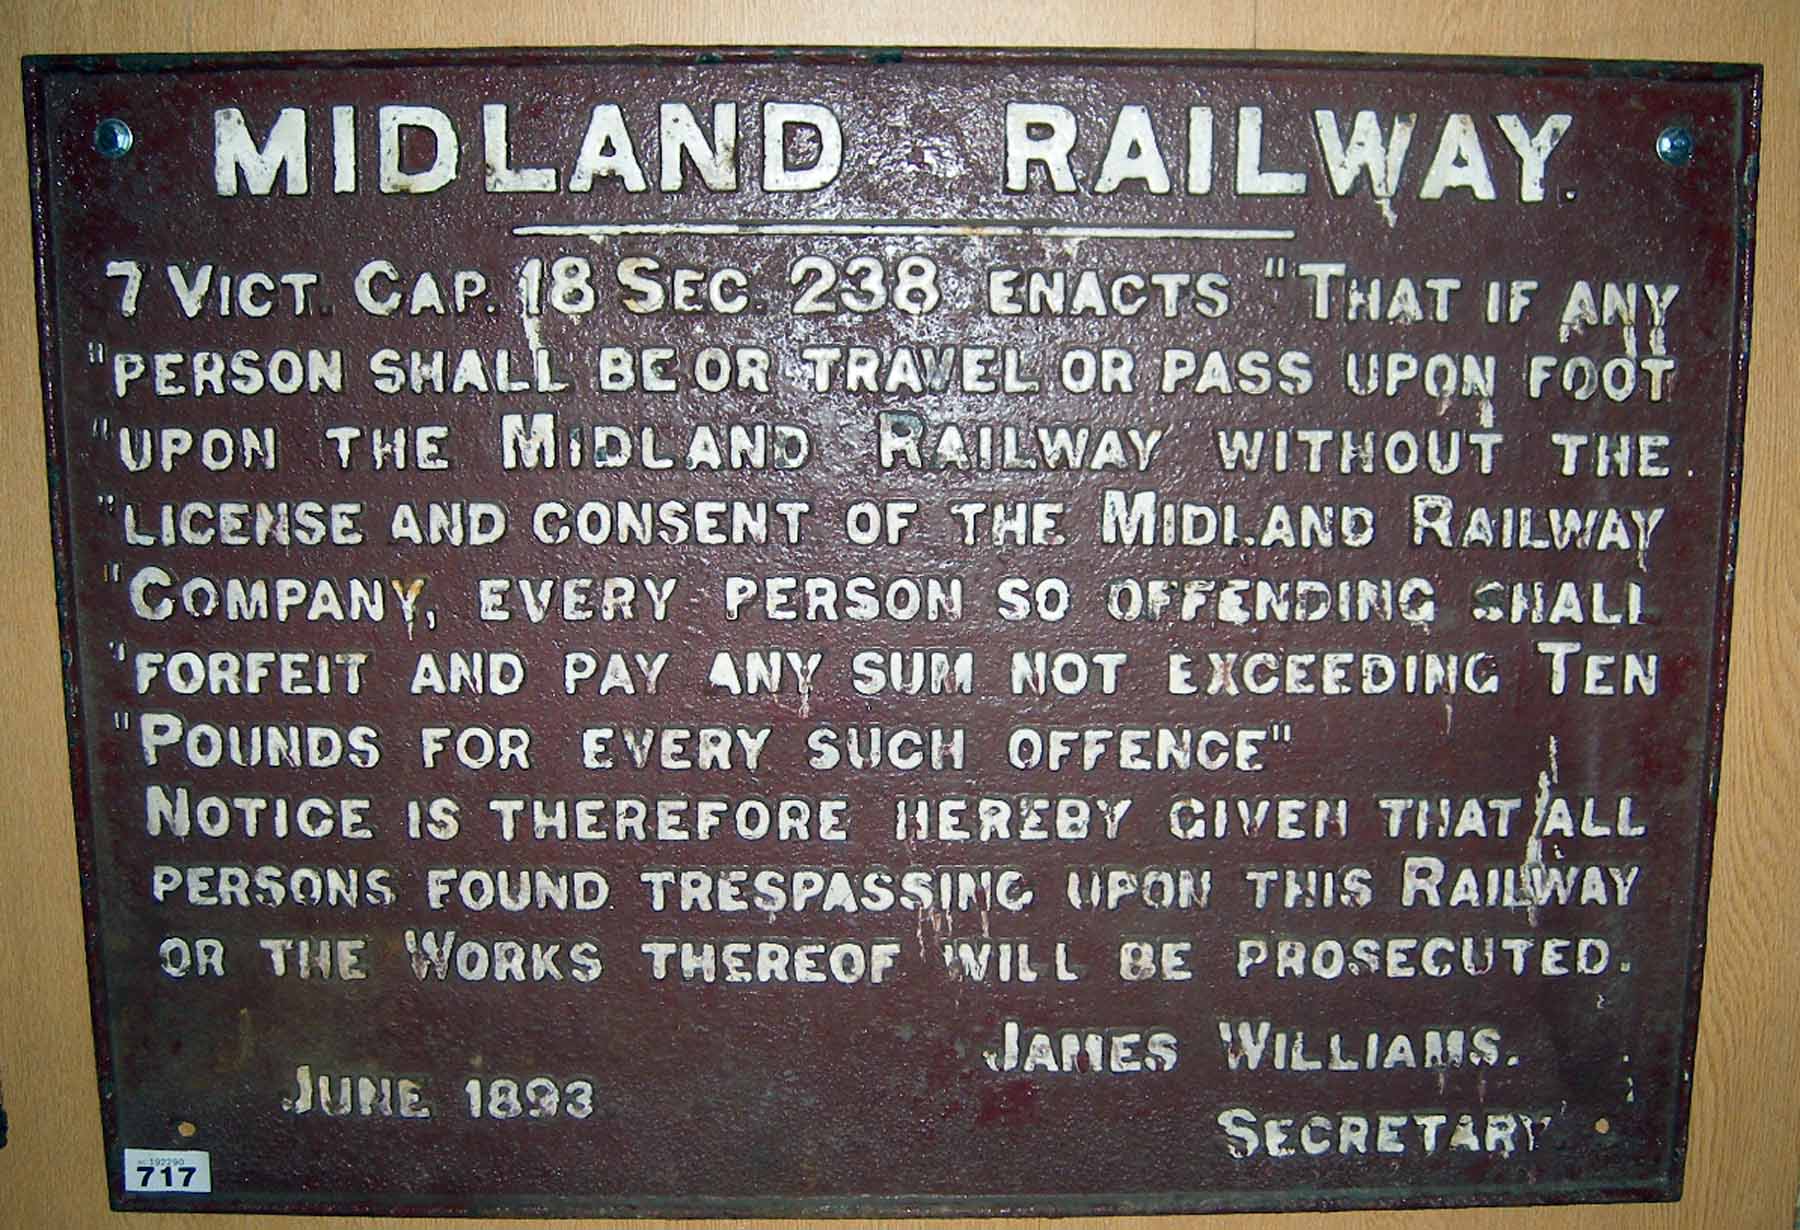 MIDLAND RAILWAY.
7 VICT. CAP. 18 SEC. 238 ENACTS "THAT IF ANY
"PERSON SHALL BE OR TRAVEL OR PASS UPON FOOT
"UPON THE MIDLAND RAILWAY WITHOUT THE
"LICENSE AND CONSENT OF THE MIDLAND RAILWAY
"COMPANY, EVERY PERSON SO OFFENDING SHALL
"FORFEIT AND PAY ANY SUM NOT EXCEEDING TEN
"POUNDS FOR EVERY SUCH OFFENCE"
NOTICE IS THEREFORE HEREBY GIVEN THAT ALL
PERSONS FOUND TRESPASSING UPON THIS RAILWAY
OR THE WORKS THEREOF WILL BE PROSECUTED.
JAMES WILLIAMS.
JUNE 1893
SECRETARY
192290
717